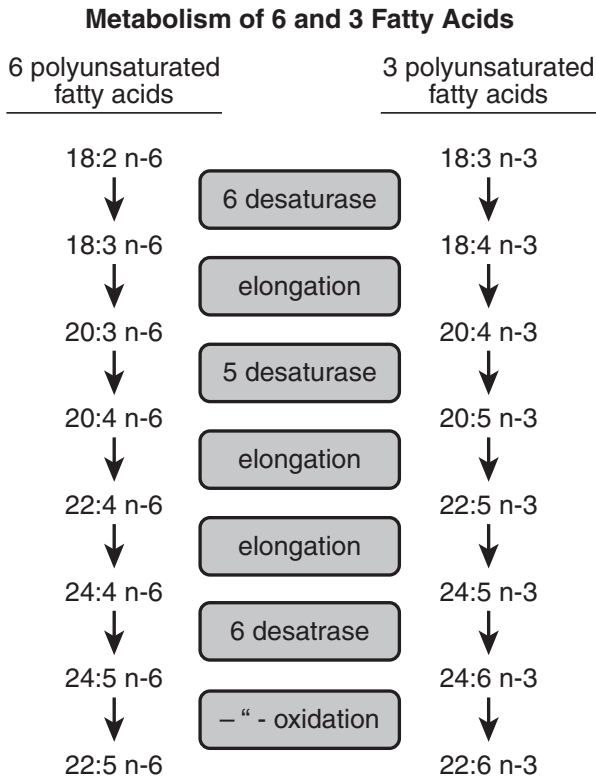 Metabolism of 6 and 3 Fatty Acids
6 polyunsaturated
fatty acids
3 polyunsaturated
fatty acids
18:2 n-6
18:3 n-3
6 desaturase
18:3 n-6
18:4 n-3
elongation
20:3 n-6
20:4 n-3
5 desaturase
20:4 n-6
20:5 n-3
elongation
22:4 n-6
22:5 n-3
elongation
24:4 n-6
24:5 n-3
6 desatrase
24:5 n-6
24:6 n-3
– “ - oxidation
22:5 n-6
22:6 n-3